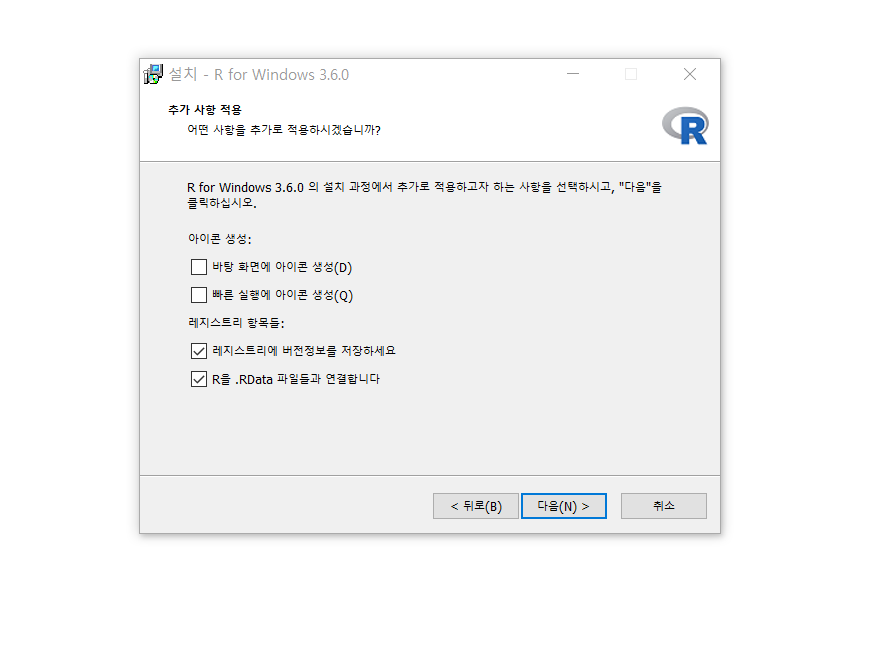 설치 - R for Windows 3.6.0
추가 사항 적용
어떤 사항을 추가로 적용하시겠습니까?
R
R for Windows 3.6.0 의 설치 과정에서 추가로 적용하고자 하는 사항을 선택하시고, "다음"을
클릭하십시오.
아이콘 생성:
바탕 화면에 아이콘 생성(D)
빠른 실행에 아이콘 생성(Q)
레지스트리 항목들:
레지스트리에 버전정보를 저장하세요
R을 .RData 파일들과 연결합니다
< 뒤로(B)
다음(N) >
취소